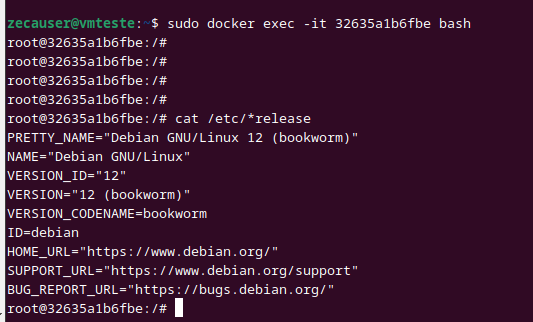 zecauser@vmteste:~$ sudo docker exec -it 32635a1b6fbe bash
root@32635a1b6fbe:/#
root@32635a1b6fbe:/#
root@32635a1b6fbe:/#
root@32635a1b6fbe:/#
root@32635a1b6fbe:/# cat /etc/*release
PRETTY_NAME="Debian GNU/Linux 12 (bookworm)"
NAME="Debian GNU/Linux"
VERSION_ID="12"
VERSION="12 (bookworm)"
VERSION_CODENAME=bookworm
ID=debian
HOME_URL="https://www.debian.org/"
SUPPORT_URL="https://www.debian.org/support"
BUG_REPORT_URL="https://bugs.debian.org/"
root@32635a1b6fbe:/#